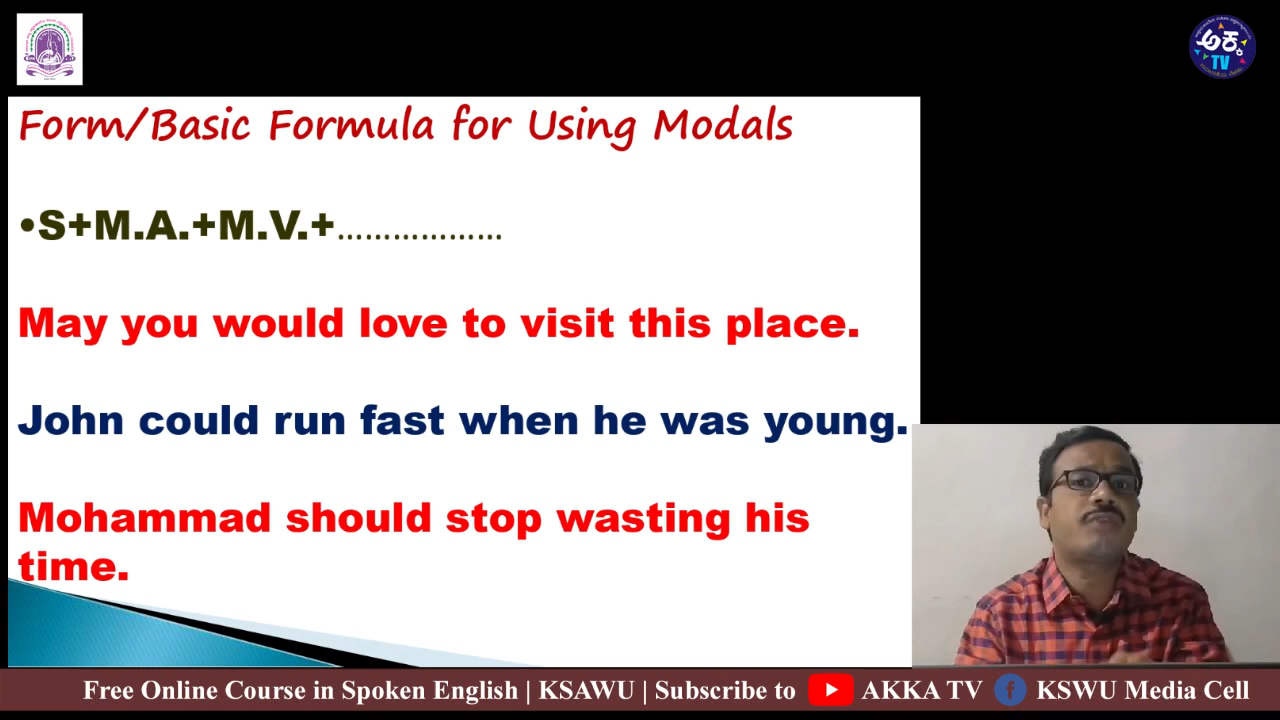 ಅಕ್ಕ
TV
Form/Basic Formula for Using Modals
•S+M.A.+M.V.+………………
May you would love to visit this place.
John could run fast when he was young.
Mohammad should stop wasting his
time.
Free Online Course in Spoken English | KSAWU | Subscribe to AKKA TV KSWU Media Cell